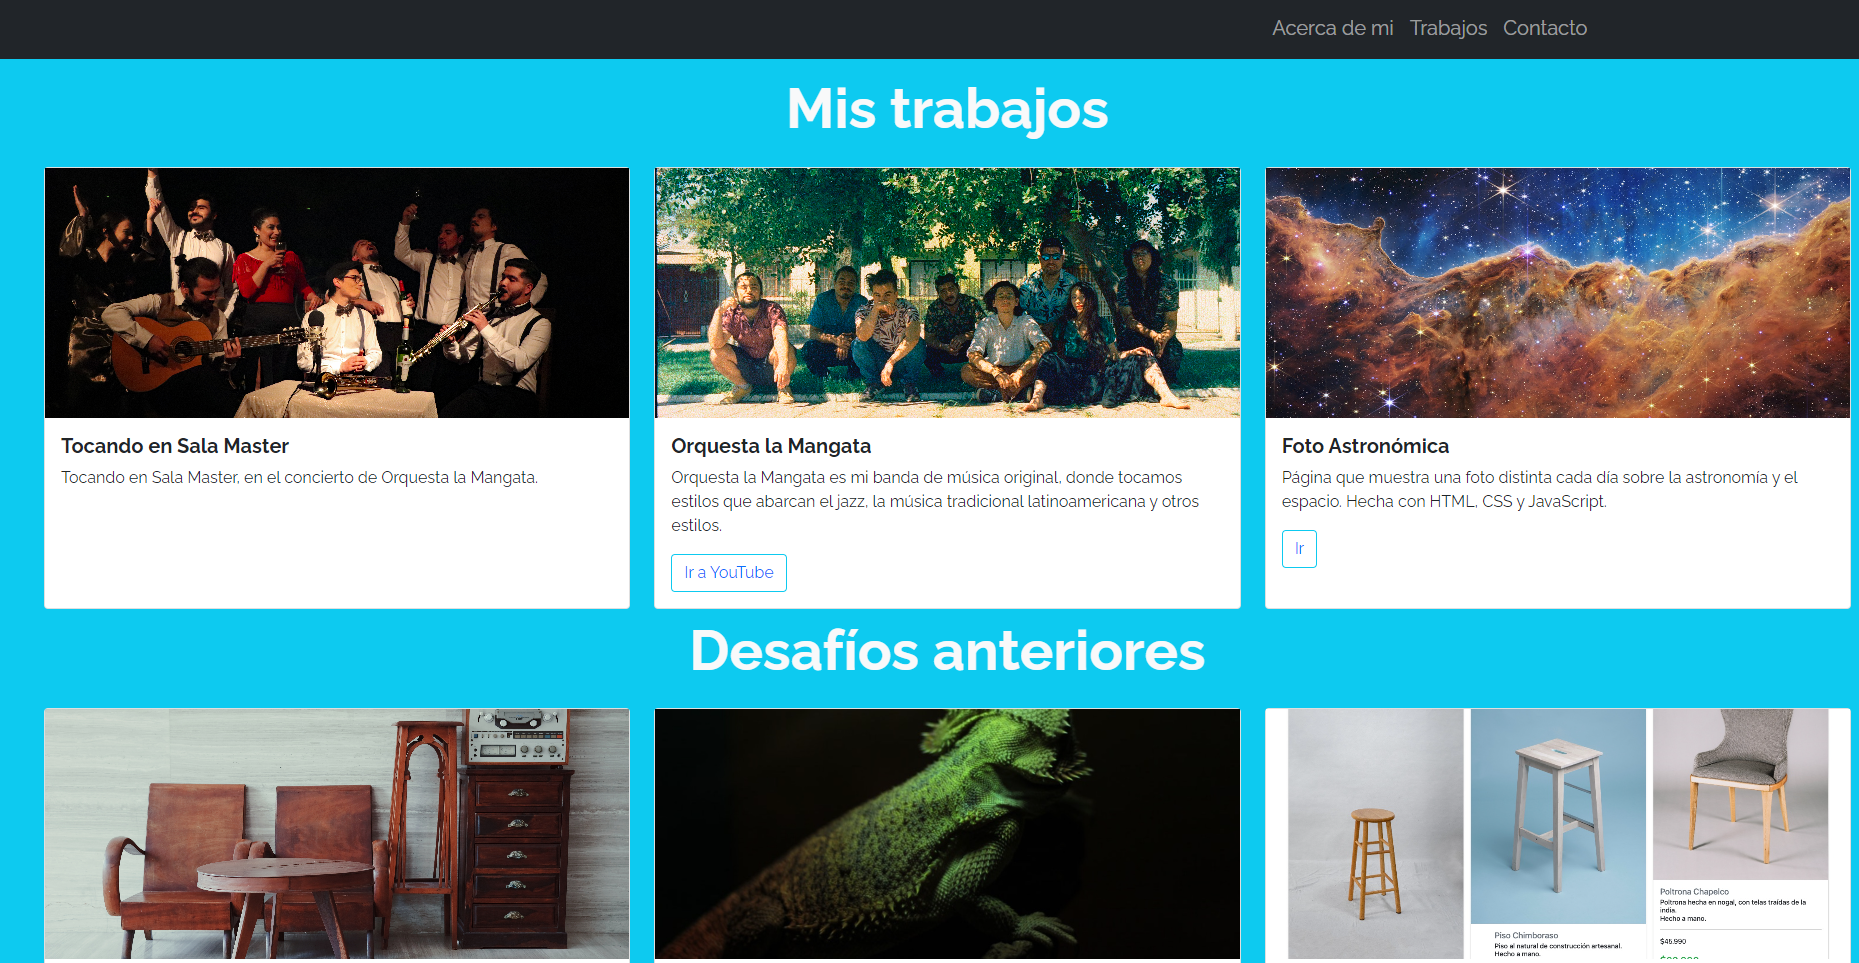 Acerca de mi Trabajos Contacto
Mis trabajos
Tocando en Sala Master
Tocando en Sala Master, en el concierto de Orquesta la Mangata.
Orquesta la Mangata
Orquesta la Mangata es mi banda de música original, donde tocamos
estilos que abarcan el jazz, la música tradicional latinoamericana y otros
estilos.
Ir a YouTube
Foto Astronómica
Página que muestra una foto distinta cada día sobre la astronomía y el
espacio. Hecha con HTML, CSS y JavaScript.
Ir
Desafíos anteriores
Piso Chimboraso
Piso al natural de construcción artesanal.
Hecho a mano.
Poltrona Chapelco
Poltrona hecha en nogal, con telas traídas de la
india.
Hecho a mano.
$45.990